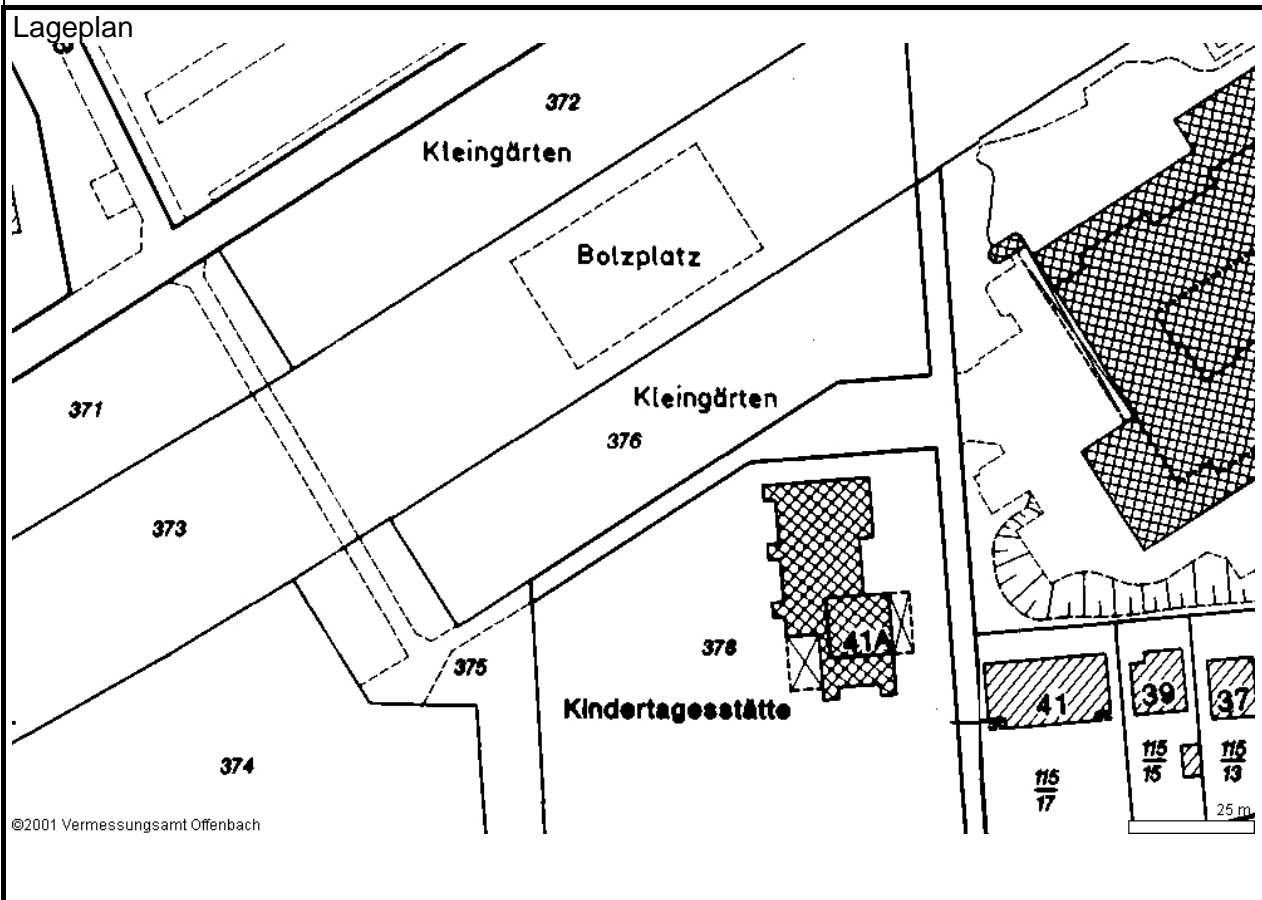 Lageplan
372
Kleingärten
Bolzplatz
371
Kleingärten
376
373
378
41A
375
Kindertagesstätte
41
39
37
374
115
17
115
15
115
13
25 m
©2001 Vermessungsamt Offenbach